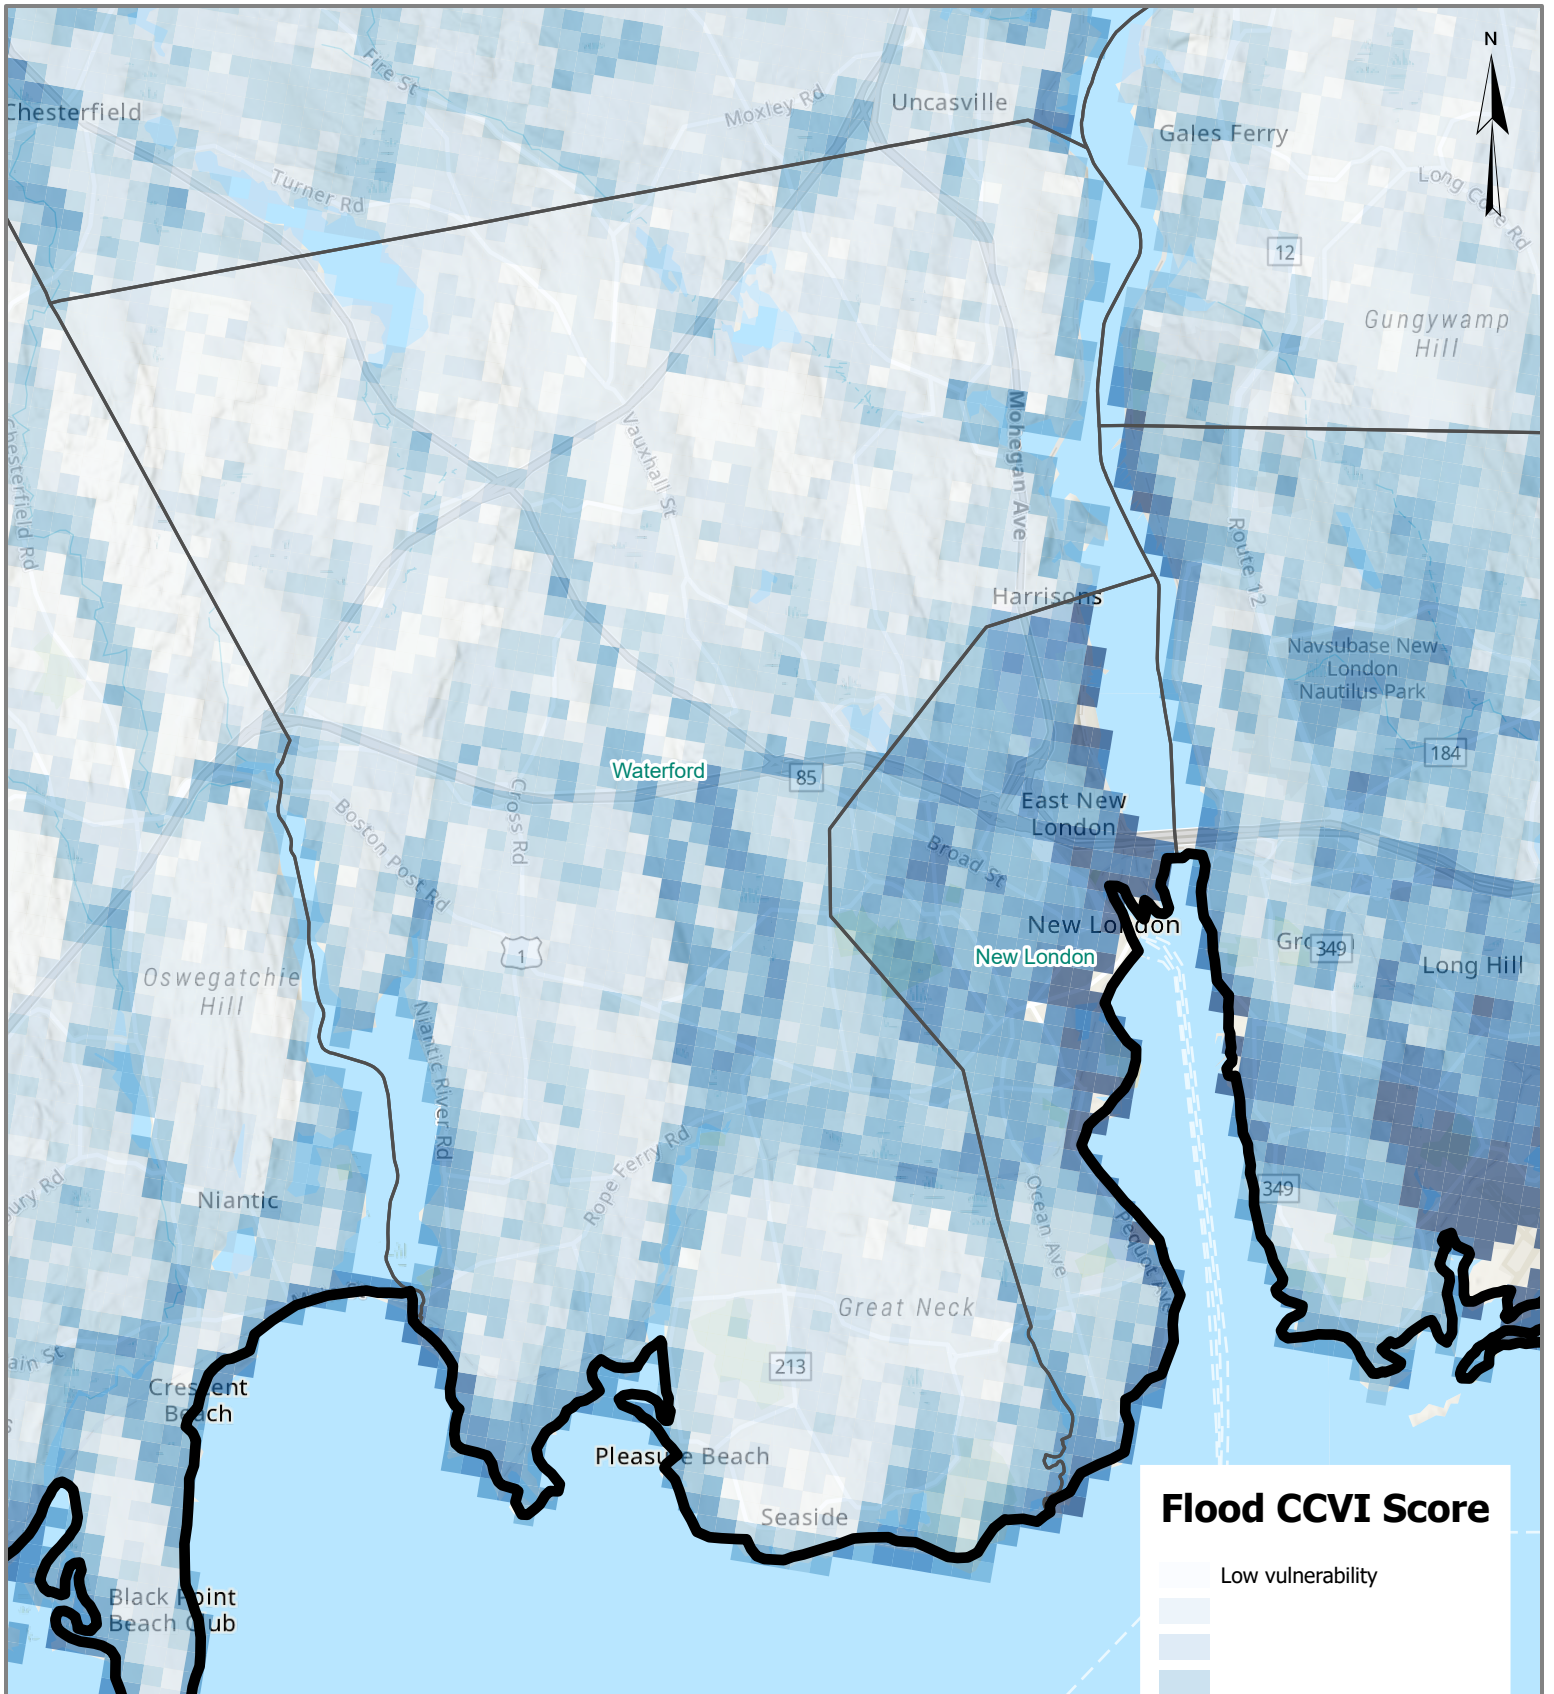 N
Fire St
Moxley Rd
Uncasville
Chesterfield
Gales Ferry
Turner Rd
Long Cove Rd
12
Gungywamp
Hill
Chesterfield Rd
Vauxhall St
Mohegan Ave
Route 12
Harrisons
Navsubase New
London
Nautilus Park
184
Waterford
85
Cross Rd
East New
London
Boston Post Rd
Broad St
New London
1
349
New London
Long Hill
Oswegatchie
Hill
Niantic River Rd
Rope Ferry Rd
Niantic
349
Ocean Ave
Pequot Ave
Great Neck
213
ain St
Crescent
Beach
Pleasure Beach
Seaside
Flood CCVI Score
Low vulnerability
Black Point
Beach Club